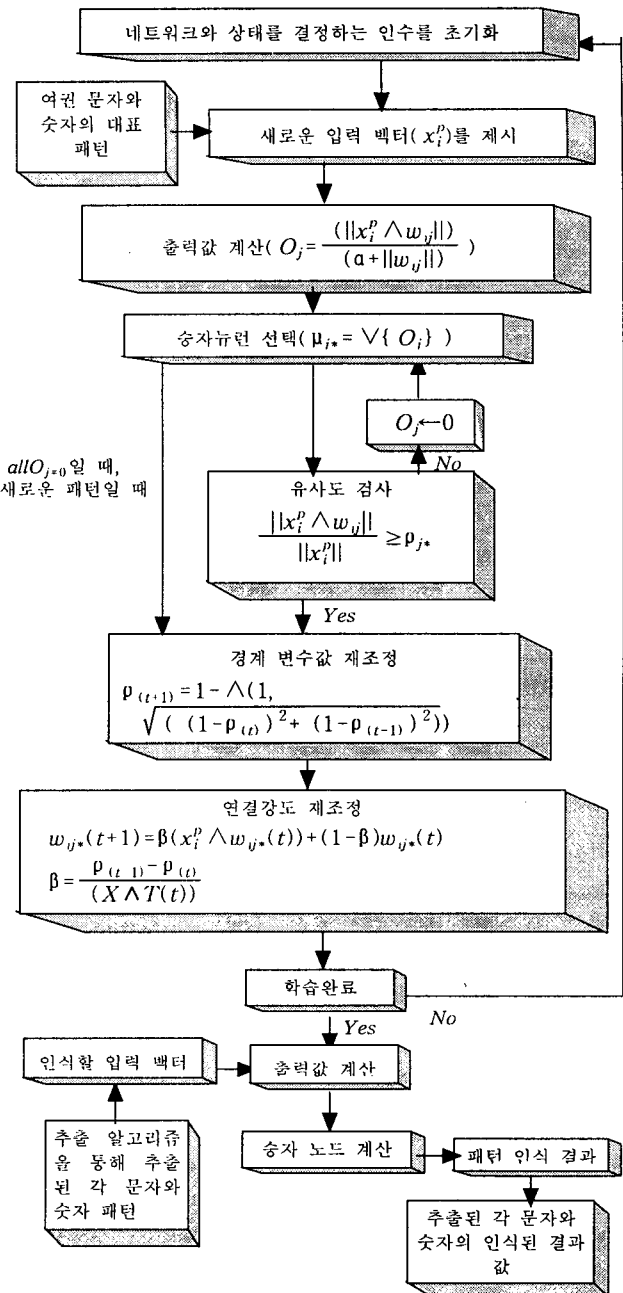 네트워크와 상태를 결정하는 인수를 초기화
여권 문자와
숫자의 대표
패턴
새로운 입력 벡터( x_i^p)를 제시
출력값 계산( O_j = (||x_i^p ∧ w_ij||) / (α + ||w_ij||) )
승자뉴런 선택( μ_j* = ∨{ O_j } )
O_j ← 0
No
allO_j=0일 때,
새로운 패턴일 때
유사도 검사
||x_i^p ∧ w_ij|| / ||x_i^p|| ≥ ρ_j*
Yes
경계 변수값 재조정
ρ_(t+1) = 1 - ∧(1,
√( ( (1-ρ_(t))^2 + (1-ρ_(t-1))^2))
연결강도 재조정
w_ij*(t+1) = β(x_i^p ∧ w_ij*(t)) + (1-β)w_ij*(t)
β = ρ_(t-1) - ρ_(t) / (X ∧ T(t))
학습완료
Yes
No
인식할 입력 백터
출력값 계산
추출 알고리즘
을 통해 추출
된 각 문자와
숫자 패턴
승자 노드 계산
패턴 인식 결과
추출된 각 문자와
숫자의 인식된 결과
값